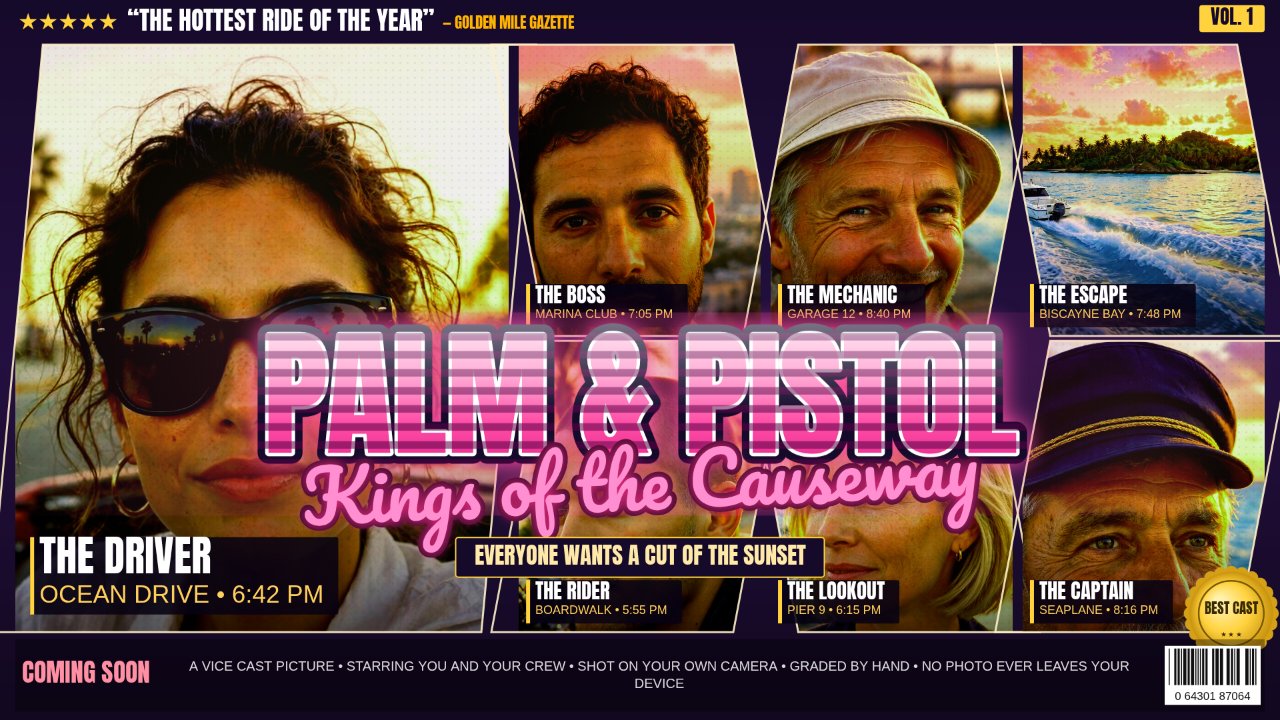 ★★★★★ “THE HOTTEST RIDE OF THE YEAR” – GOLDEN MILE GAZETTE
VOL. 1
THE BOSS
MARINA CLUB • 7:05 PM
THE MECHANIC
GARAGE 12 • 8:40 PM
THE ESCAPE
BISCAYNE BAY • 7:48 PM
PALM & PISTOL
Kings of the Causeway
EVERYONE WANTS A CUT OF THE SUNSET
THE DRIVER
OCEAN DRIVE • 6:42 PM
THE RIDER
BOARDWALK • 5:55 PM
THE LOOKOUT
PIER 9 • 6:15 PM
THE CAPTAIN
SEAPLANE • 8:16 PM
BEST CAST
★★★
COMING SOON
A VICE CAST PICTURE • STARRING YOU AND YOUR CREW • SHOT ON YOUR OWN CAMERA • GRADED BY HAND • NO PHOTO EVER LEAVES YOUR
DEVICE
0 64301 87064